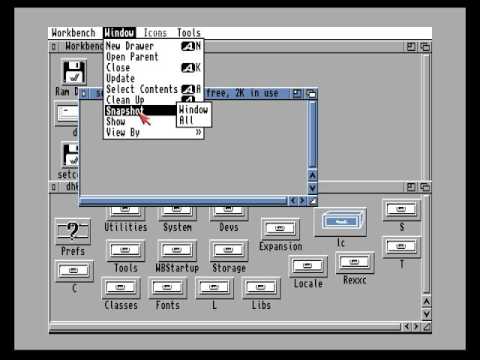 Workbench Window Icons Tools
Workben
New Drawer A N
Open Parent
Close A K
Update
Select Contents A A
Clean Up A
Snapshot Window
Show All
View By »
Ram D
free, 2K in use
d
setc
dh
Utilities System Devs Expansion Ic S
Prefs Tools WBStartup Storage Locale Rexxc T
C Classes Fonts L Libs